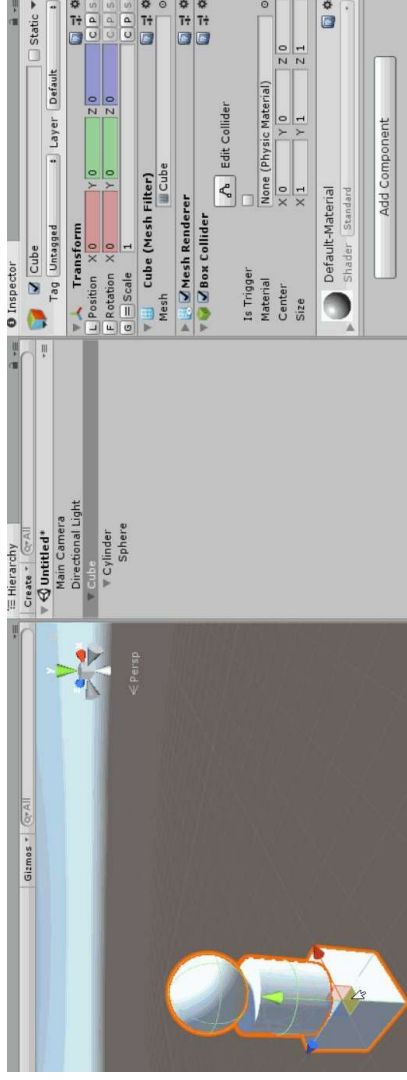 Gizmos
All
Persp
Hierarchy
Create
All
Untitled*
Main Camera
Directional Light
Cube
Cylinder
Sphere
Inspector
Cube
Static
Tag Untagged Layer Default
Transform
L Position X 0 Y 0 Z 0 C P S
F Rotation X 0 Y 0 Z 0 C P S
G = Scale 1 C P S
Cube (Mesh Filter)
Mesh Cube
Mesh Renderer
Box Collider
Edit Collider
Is Trigger
Material None (Physic Material)
Center X 0 Y 0 Z 0
Size X 1 Y 1 Z 1
Default-Material
Shader Standard
Add Component
y